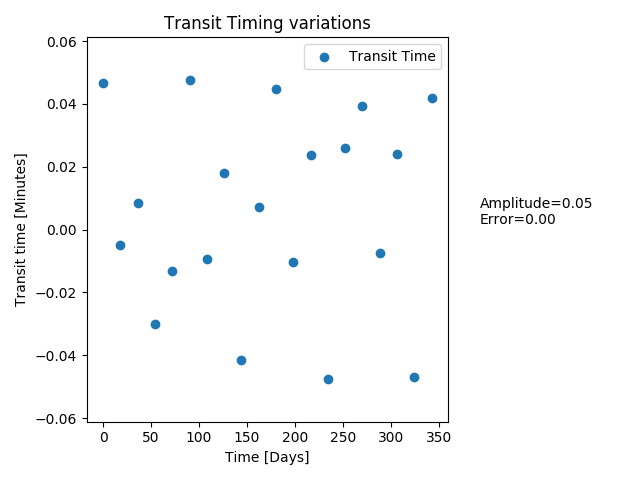 Transit Timing variations
Transit Time
0.06
0.04
0.02
0.00
−0.02
−0.04
−0.06
Transit time [Minutes]
0
50
100
150
200
250
300
350
Time [Days]
Amplitude=0.05
Error=0.00